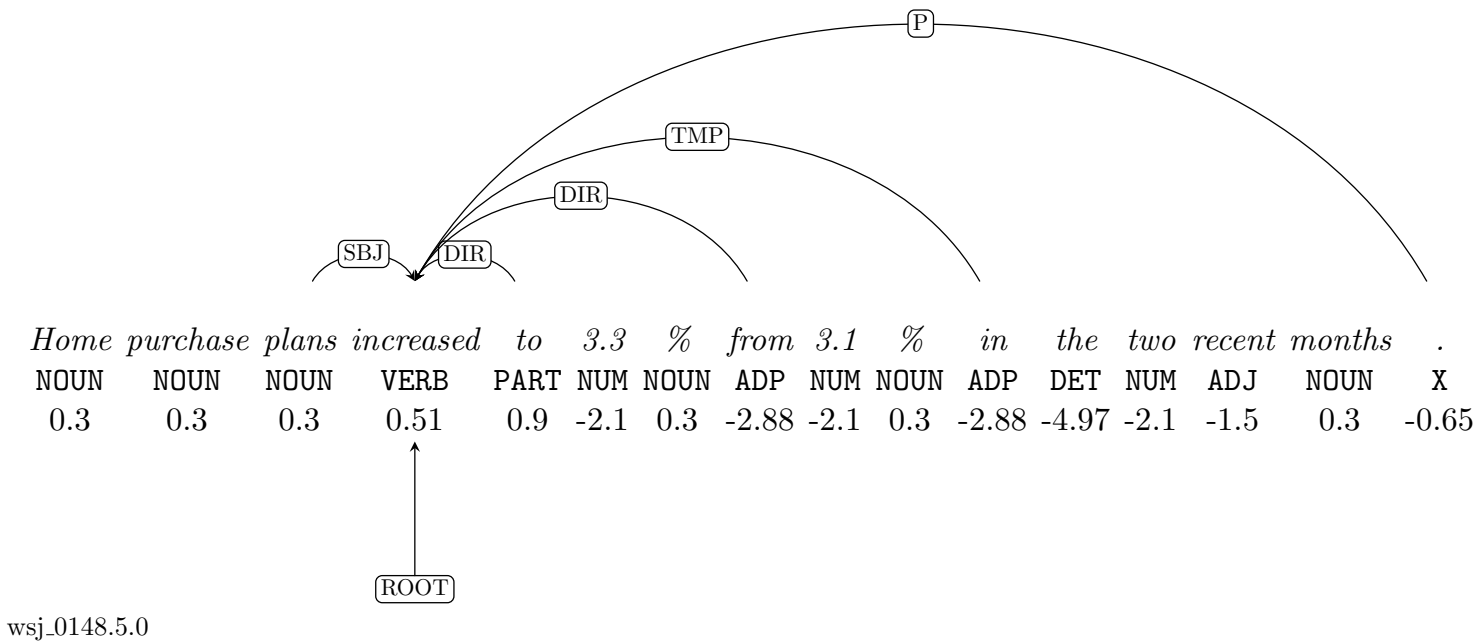 P
TMP
DIR
SBJ DIR
Home purchase plans increased to 3.3 % from 3.1 % in the two recent months .
NOUN NOUN NOUN VERB PART NUM NOUN ADP NUM NOUN ADP DET NUM ADJ NOUN X
0.3 0.3 0.3 0.51 0.9 -2.1 0.3 -2.88 -2.1 0.3 -2.88 -4.97 -2.1 -1.5 0.3 -0.65
ROOT
wsj_0148.5.0